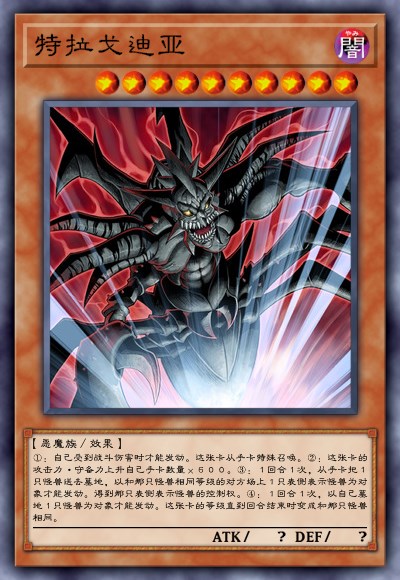 特拉戈迪亚
やみ
闇
【恶魔族／效果】
①：自己受到战斗伤害时才能发动。这张卡从手卡特殊召唤。②：这张卡的
攻击力·守备力上升自己手卡数量×600。③：1回合1次，从手卡把1
只怪兽送去墓地，以和那只怪兽相同等级的对方场上1只表侧表示怪兽为对
象才能发动。得到那只表侧表示怪兽的控制权。④：1回合1次，以自己墓
地1只怪兽为对象才能发动。这张卡的等级直到回合结束时变成和那只怪兽
相同。
ATK/ ? DEF/ ?